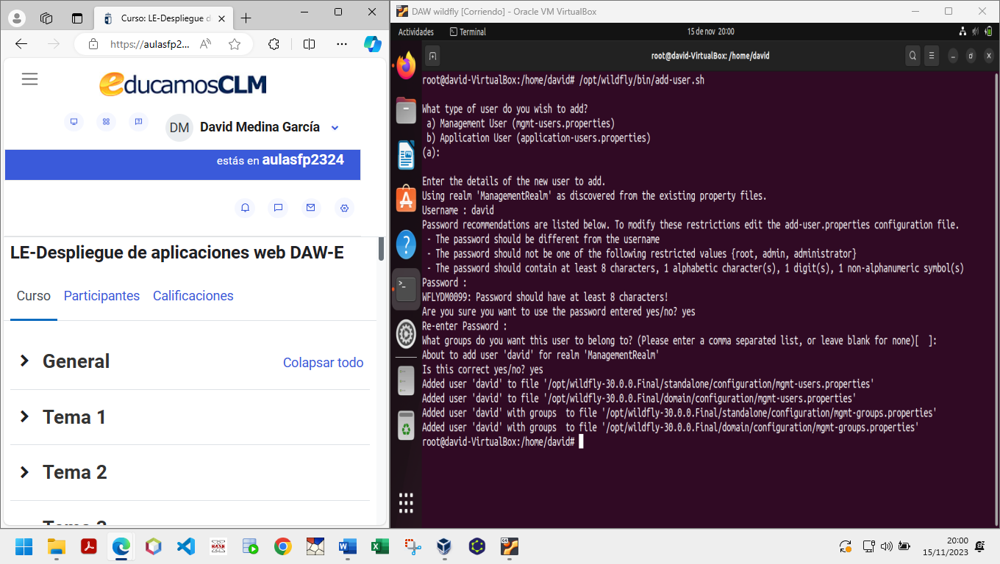 Curso: LE-Despliegue d
https://aulasfp2...
educamosCLM
DM
David Medina García
estás en aulasfp2324
LE-Despliegue de aplicaciones web DAW-E
Curso
Participantes
Calificaciones
General
Colapsar todo
Tema 1
Tema 2
Tema 3
DAW wildfly [Corriendo] - Oracle VM VirtualBox
Actividades
Terminal
15 de nov 20:00
root@david-VirtualBox: /home/david
root@david-VirtualBox:/home/david# /opt/wildfly/bin/add-user.sh
What type of user do you wish to add?
a) Management User (mgmt-users.properties)
b) Application User (application-users.properties)
(a):
Enter the details of the new user to add.
Using realm 'ManagementRealm' as discovered from the existing property files.
Username : david
Password recommendations are listed below. To modify these restrictions edit the add-user.properties configuration file.
- The password should be different from the username
- The password should not be one of the following restricted values {root, admin, administrator}
- The password should contain at least 8 characters, 1 alphabetic character(s), 1 digit(s), 1 non-alphanumeric symbol(s)
Password :
WFLYDM0099: Password should have at least 8 characters!
Are you sure you want to use the password entered yes/no? yes
Re-enter Password :
What groups do you want this user to belong to? (Please enter a comma separated list, or leave blank for none)[  ]:
About to add user 'david' for realm 'ManagementRealm'
Is this correct yes/no? yes
Added user 'david' to file '/opt/wildfly-30.0.0.Final/standalone/configuration/mgmt-users.properties'
Added user 'david' to file '/opt/wildfly-30.0.0.Final/domain/configuration/mgmt-users.properties'
Added user 'david' with groups  to file '/opt/wildfly-30.0.0.Final/standalone/configuration/mgmt-groups.properties'
Added user 'david' with groups  to file '/opt/wildfly-30.0.0.Final/domain/configuration/mgmt-groups.properties'
root@david-VirtualBox:/home/david#
20:00
15/11/2023